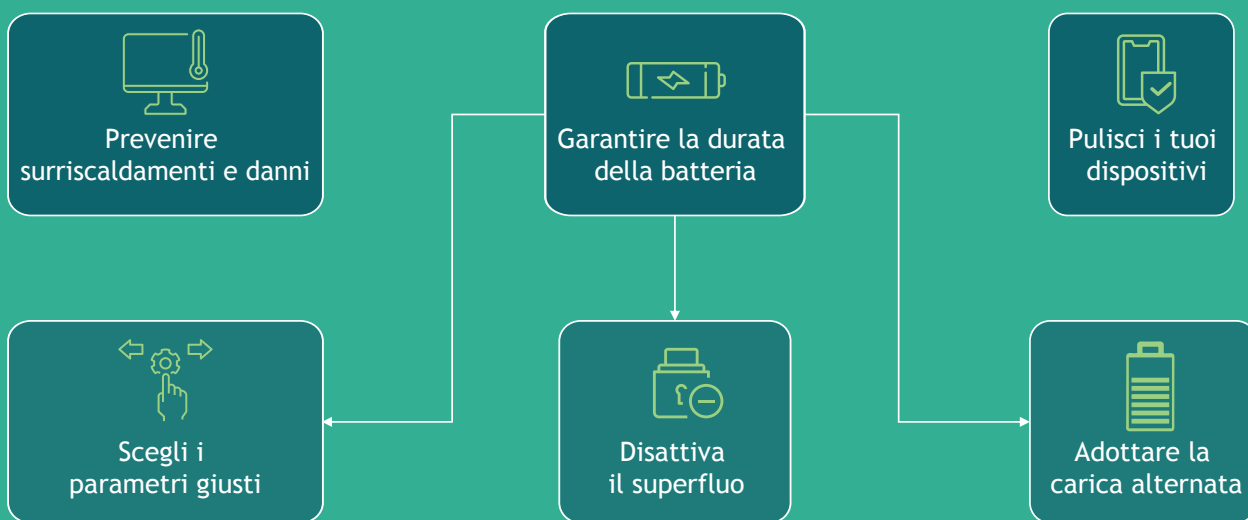 Prevenire
surriscaldamenti e danni
Garantire la durata
della batteria
Pulisci i tuoi
dispositivi
Scegli i
parametri giusti
Disattiva
il superfluo
Adottare la
carica alternata